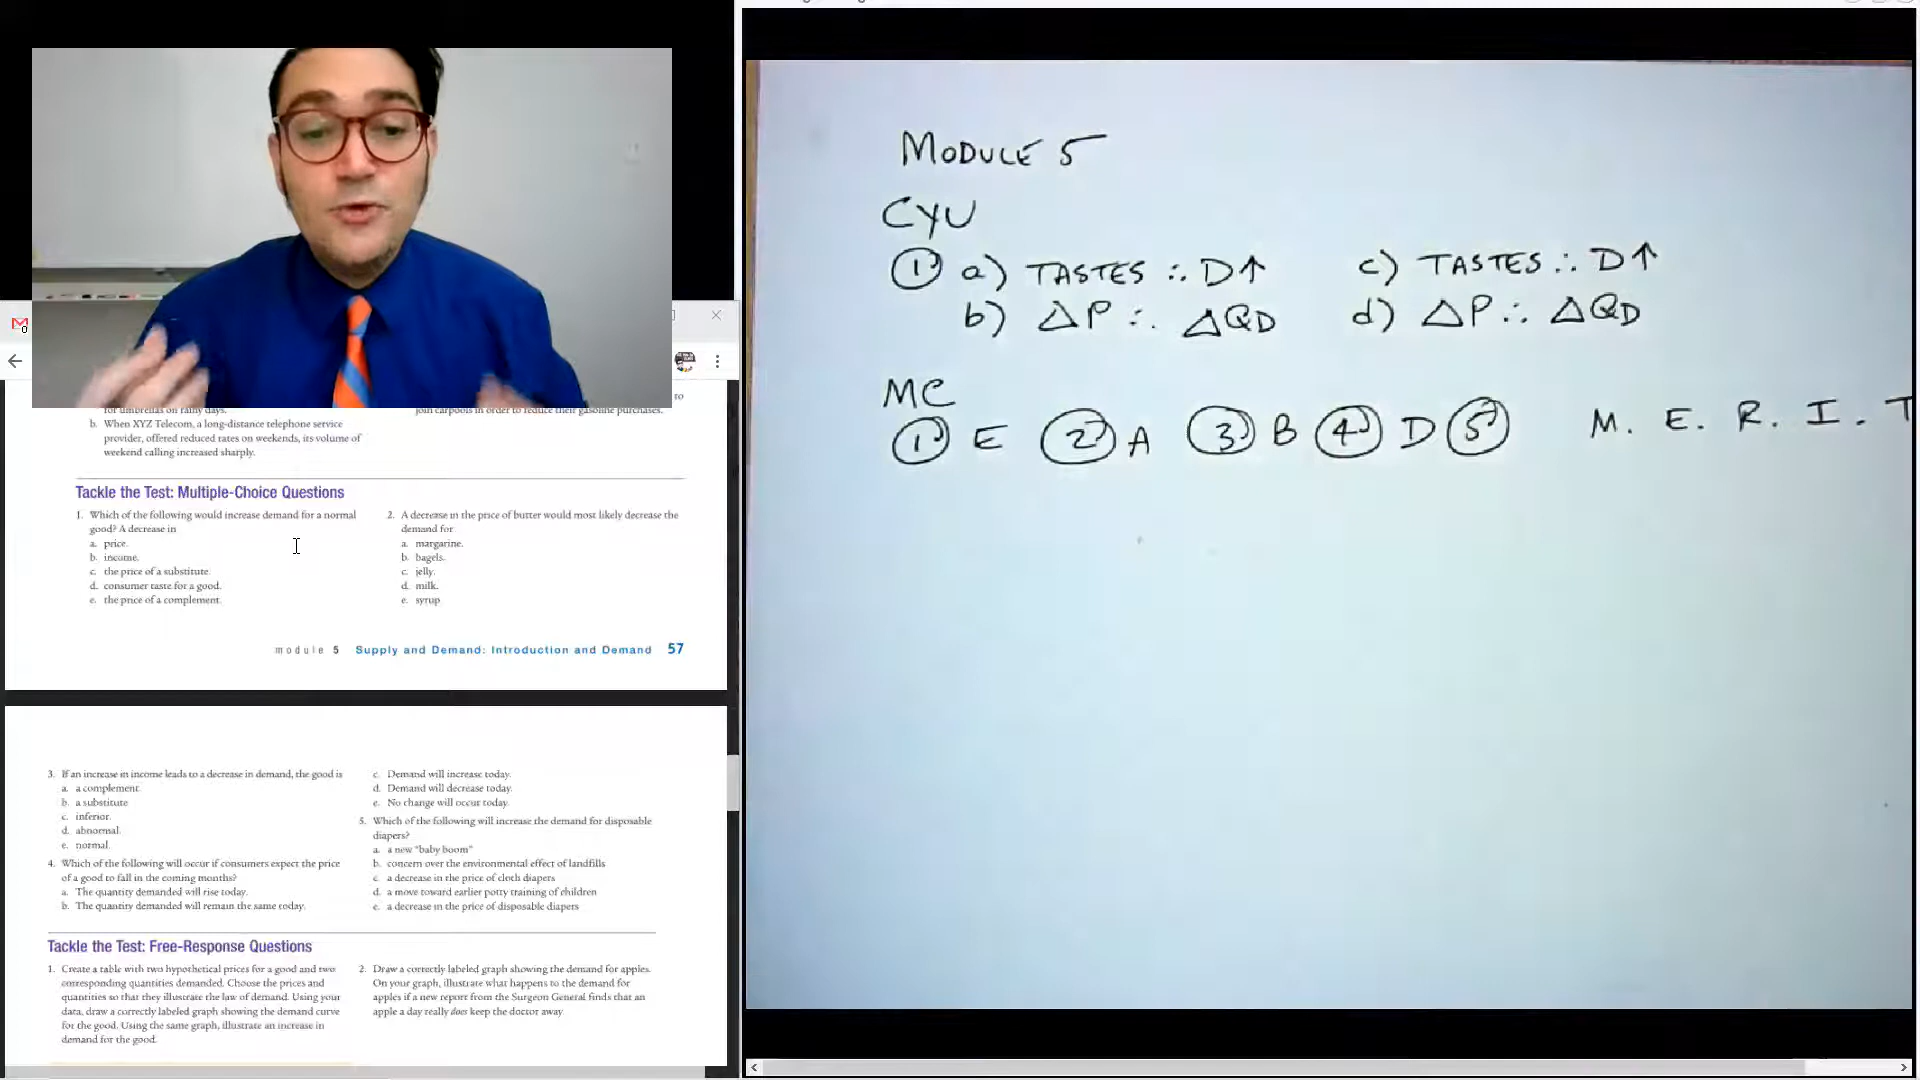 for umbrellas on rainy days.
b. When XYZ Telecom, a long-distance telephone service
provider, offered reduced rates on weekends, its volume of
weekend calling increased sharply.
to
join carpools in order to reduce their gasoline purchases.
Tackle the Test: Multiple-Choice Questions
1. Which of the following would increase demand for a normal
good? A decrease in
a. price.
b. income.
c. the price of a substitute.
d. consumer taste for a good.
e. the price of a complement.
2. A decrease in the price of butter would most likely decrease the
demand for
a. margarine.
b. bagels.
c. jelly.
d. milk.
e. syrup
module 5 Supply and Demand: Introduction and Demand 57
3. If an increase in income leads to a decrease in demand, the good is
a. a complement.
b. a substitute
c. inferior.
d. abnormal.
e. normal.
4. Which of the following will occur if consumers expect the price
of a good to fall in the coming months?
a. The quantity demanded will rise today.
b. The quantity demanded will remain the same today.
c. Demand will increase today.
d. Demand will decrease today.
e. No change will occur today.
5. Which of the following will increase the demand for disposable
diapers?
a. a new "baby boom"
b. concern over the environmental effect of landfills
c. a decrease in the price of cloth diapers
d. a move toward earlier potty training of children
e. a decrease in the price of disposable diapers
Tackle the Test: Free-Response Questions
1. Create a table with two hypothetical prices for a good and two
corresponding quantities demanded. Choose the prices and
quantities so that they illustrate the law of demand. Using your
data, draw a correctly labeled graph showing the demand curve
for the good. Using the same graph, illustrate an increase in
demand for the good.
2. Draw a correctly labeled graph showing the demand for apples.
On your graph, illustrate what happens to the demand for
apples if a new report from the Surgeon General finds that an
apple a day really does keep the doctor away.
MODULE 5
CYU
① a) TASTES ∴ D↑ c) TASTES ∴ D↑
b) ΔP ∴ ΔQD d) ΔP ∴ ΔQD
MC
① E ② A ③ B ④ D ⑤ M. E. R. I. T